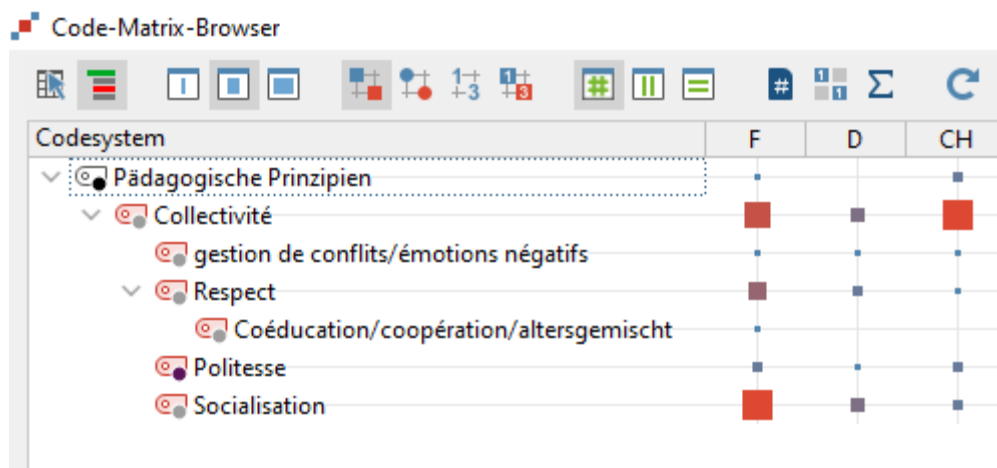 Code-Matrix-Browser
Codesystem F D CH
Pädagogische Prinzipien
Collectivité
gestion de conflits/émotions négatifs
Respect
Coéducation/coopération/altersgemischt
Politesse
Socialisation